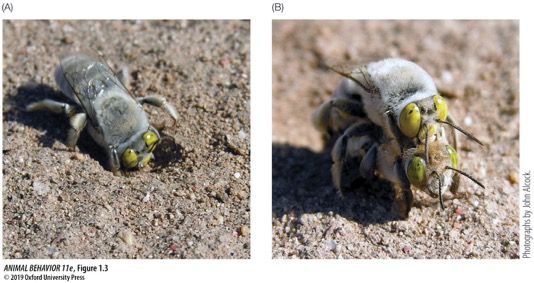 (A)
(B)
Photographs by John Alcock.
ANIMAL BEHAVIOR 11e, Figure 1.3
© 2019 Oxford University Press